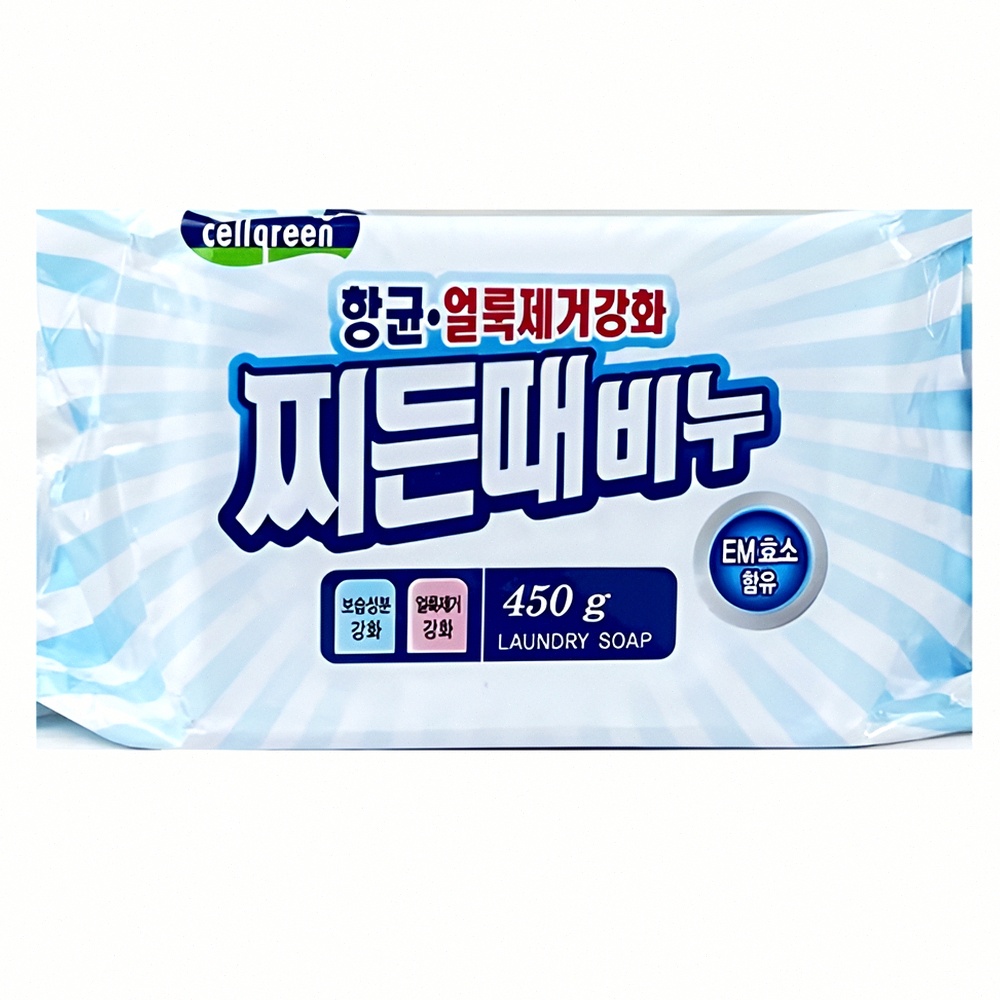 cellgreen
항균·얼룩제거강화
찌든때비누
EM효소
함유
보습성분
강화
얼룩제거
강화
450 g
LAUNDRY SOAP